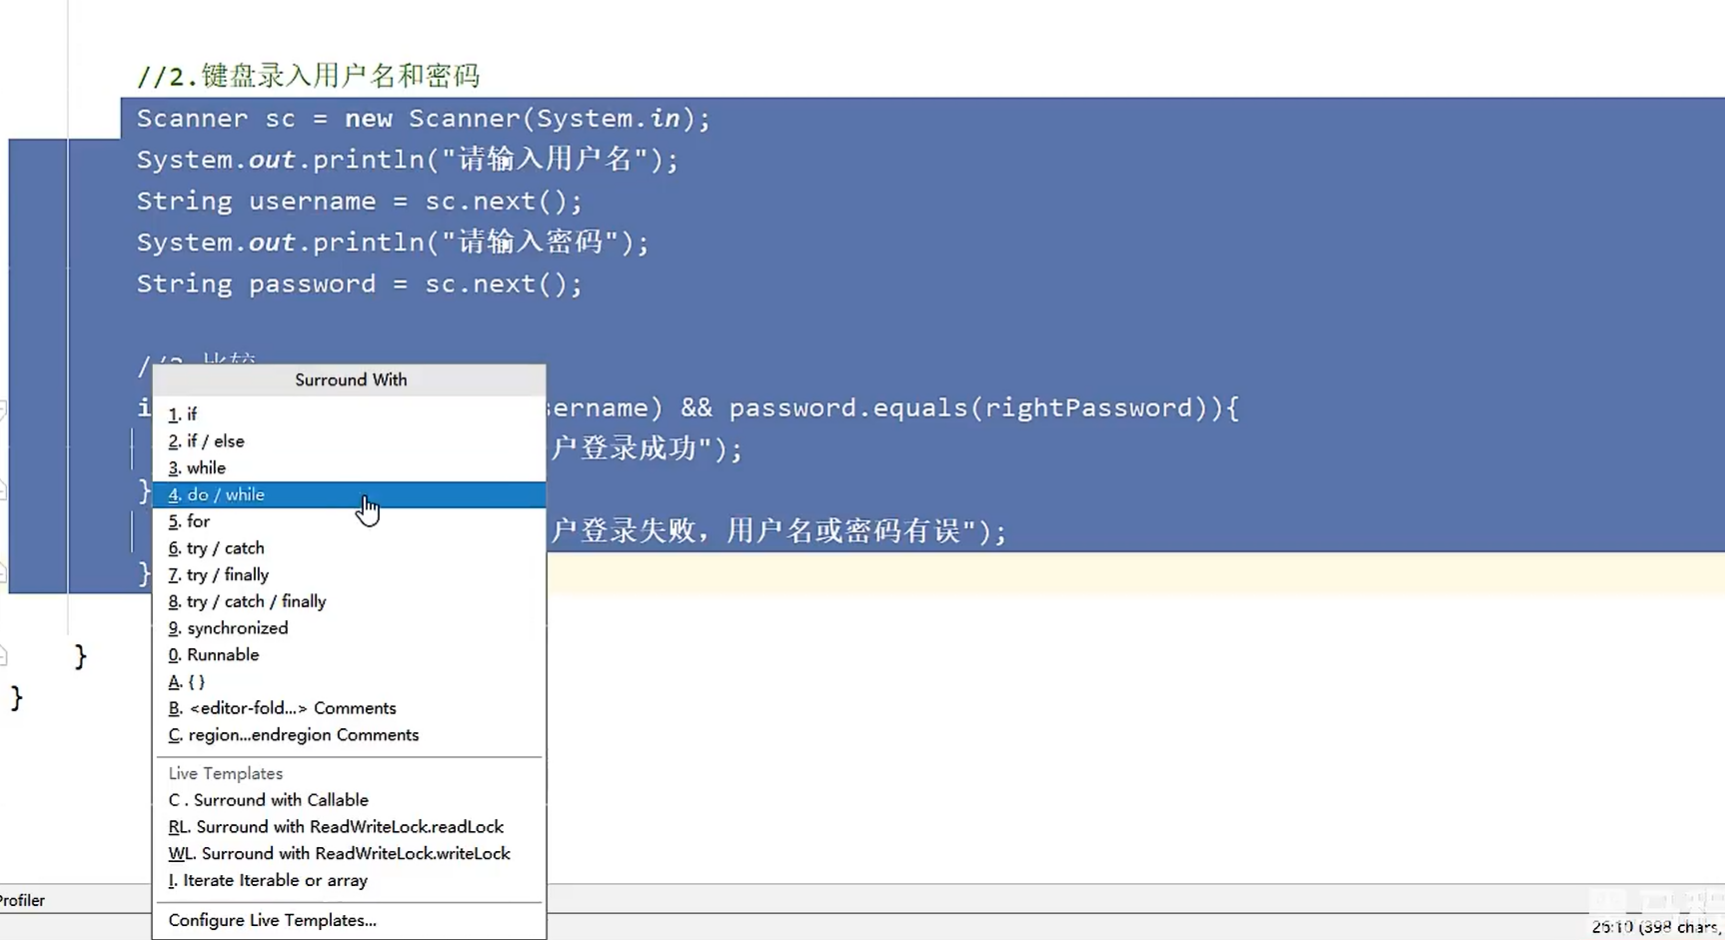 //2.键盘录入用户名和密码
Scanner sc = new Scanner(System.in);
System.out.println("请输入用户名");
String username = sc.next();
System.out.println("请输入密码");
String password = sc.next();
Surround With
1. if
ername) && password.equals(rightPassword)){
2. if / else
户登录成功");
3. while
}
4. do / while
5. for
户登录失败，用户名或密码有误");
6. try / catch
}
7. try / finally
8. try / catch / finally
9. synchronized
}
0. Runnable
A. { }
}
B. <editor-fold...> Comments
C. region...endregion Comments
Live Templates
C . Surround with Callable
RL. Surround with ReadWriteLock.readLock
WL. Surround with ReadWriteLock.writeLock
I. Iterate Iterable or array
Profiler
Configure Live Templates...
26:10 (398 chars,